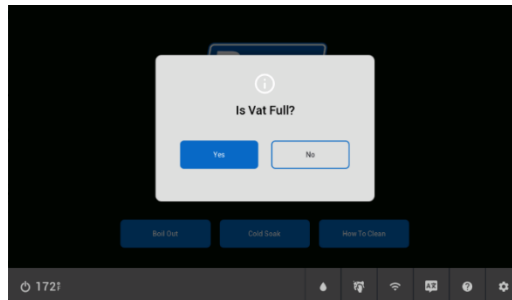 Is Vat Full?
Yes No
Boil Out Cold Soak How To Clean
172